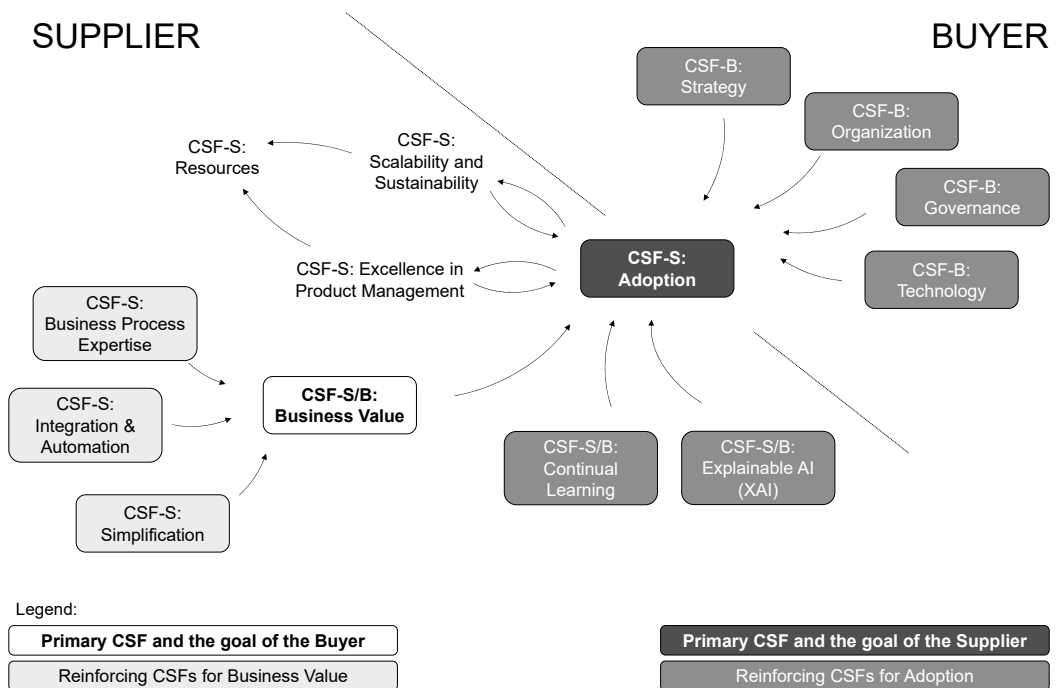 SUPPLIER
BUYER
CSF-B:
Strategy
CSF-B:
Organization
CSF-S:
Resources
CSF-S:
Scalability and
Sustainability
CSF-B:
Governance
CSF-S: Excellence in
Product Management
CSF-S:
Adoption
CSF-B:
Technology
CSF-S:
Business Process
Expertise
CSF-S:
Integration &
Automation
CSF-S/B:
Business Value
CSF-S/B:
Continual
Learning
CSF-S/B:
Explainable AI
(XAI)
CSF-S:
Simplification
Legend:
Primary CSF and the goal of the Buyer
Reinforcing CSFs for Business Value
Primary CSF and the goal of the Supplier
Reinforcing CSFs for Adoption